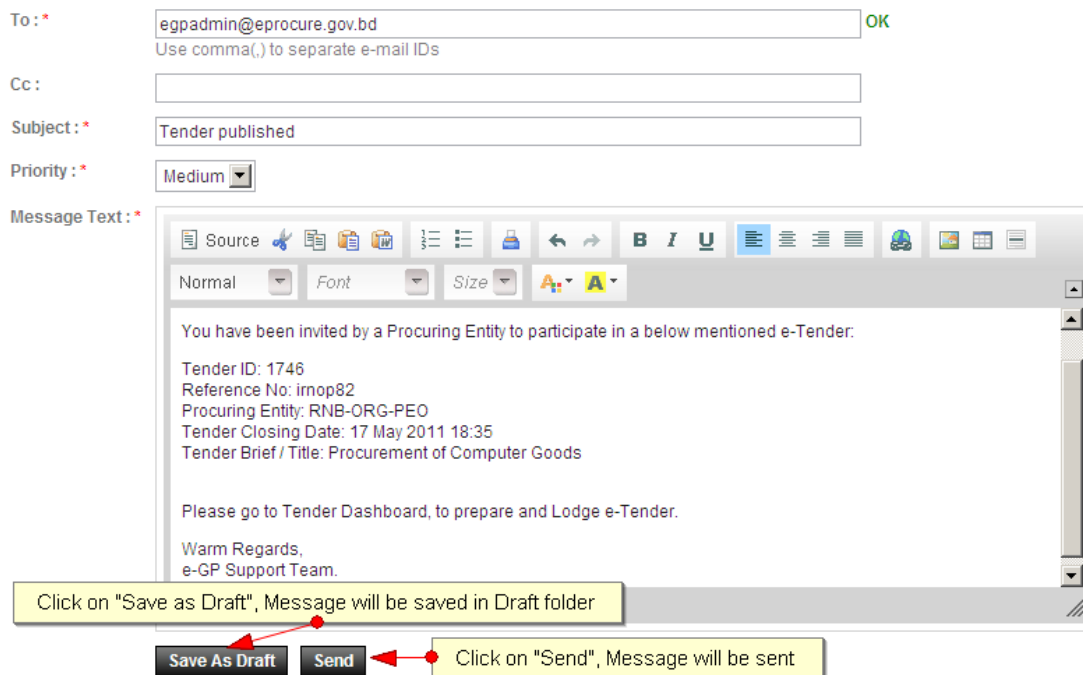 To : *
egpadmin@eprocure.gov.bd
OK
Use comma(,) to separate e-mail IDs
Cc :
Subject : *
Tender published
Priority : *
Medium
Message Text : *
Source
B I U
Normal Font Size A A
You have been invited by a Procuring Entity to participate in a below mentioned e-Tender:
Tender ID: 1746
Reference No: irnop82
Procuring Entity: RNB-ORG-PEO
Tender Closing Date: 17 May 2011 18:35
Tender Brief / Title: Procurement of Computer Goods
Please go to Tender Dashboard, to prepare and Lodge e-Tender.
Warm Regards,
e-GP Support Team.
Click on "Save as Draft", Message will be saved in Draft folder
Save As Draft Send Click on "Send", Message will be sent